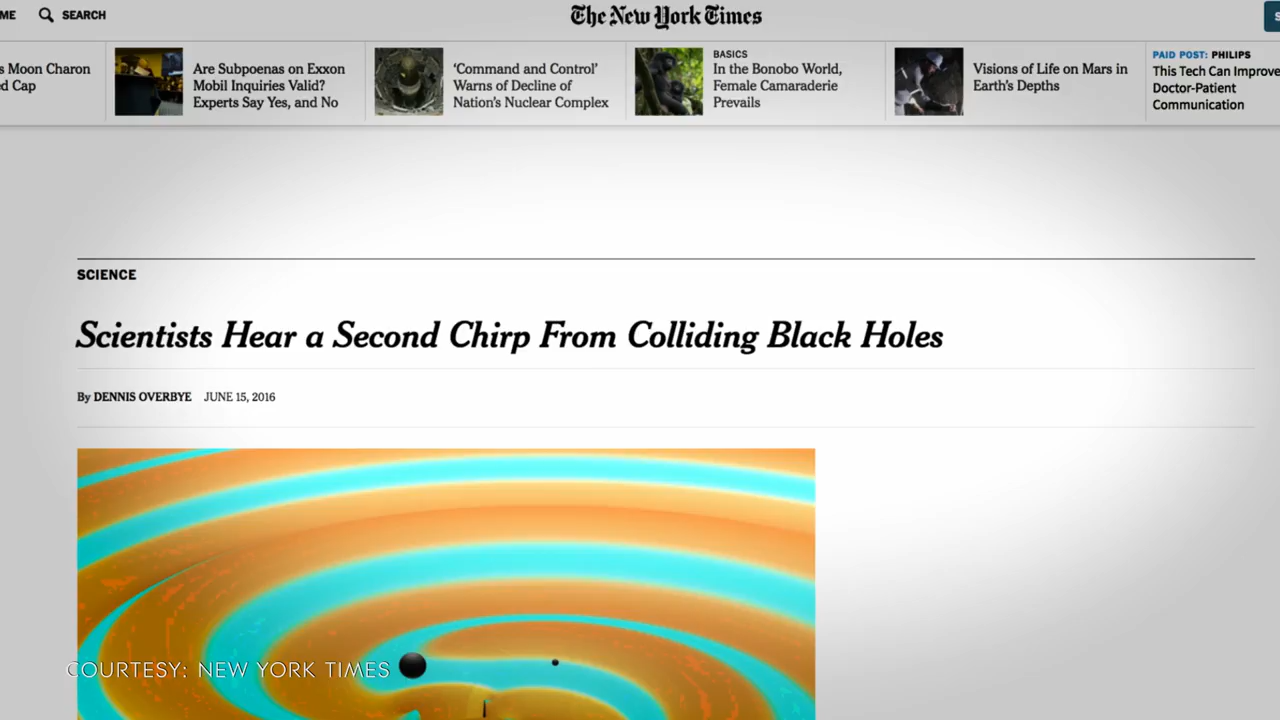 ME SEARCH The New York Times S
s Moon Charon
d Cap
Are Subpoenas on Exxon
Mobil Inquiries Valid?
Experts Say Yes, and No
‘Command and Control’
Warns of Decline of
Nation’s Nuclear Complex
BASICS
In the Bonobo World,
Female Camaraderie
Prevails
Visions of Life on Mars in
Earth’s Depths
PAID POST: PHILIPS
This Tech Can Improve
Doctor-Patient
Communication
SCIENCE
Scientists Hear a Second Chirp From Colliding Black Holes
By DENNIS OVERBYE JUNE 15, 2016
COURTESY: NEW YORK TIMES